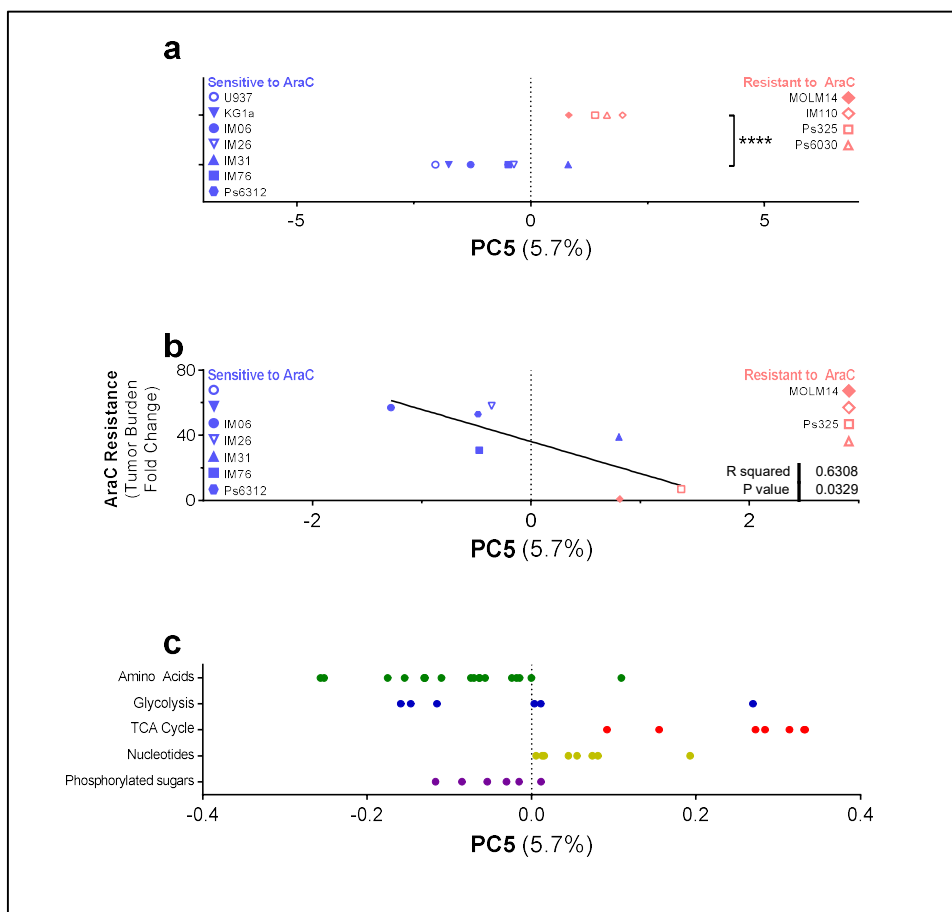 a
Sensitive to AraC
U937
KG1a
IM06
IM26
IM31
IM76
Ps6312
Resistant to AraC
MOLM14
IM110
Ps325
Ps6030
****
-5 0 5
PC5 (5.7%)
b
AraC Resistance
(Tumor Burden
Fold Change)
80
40
0
Sensitive to AraC
IM06
IM26
IM31
IM76
Ps6312
Resistant to AraC
MOLM14
Ps325
R squared 0.6308
P value 0.0329
-2 0 2
PC5 (5.7%)
c
Amino Acids
Glycolysis
TCA Cycle
Nucleotides
Phosphorylated sugars
-0.4 -0.2 0.0 0.2 0.4
PC5 (5.7%)